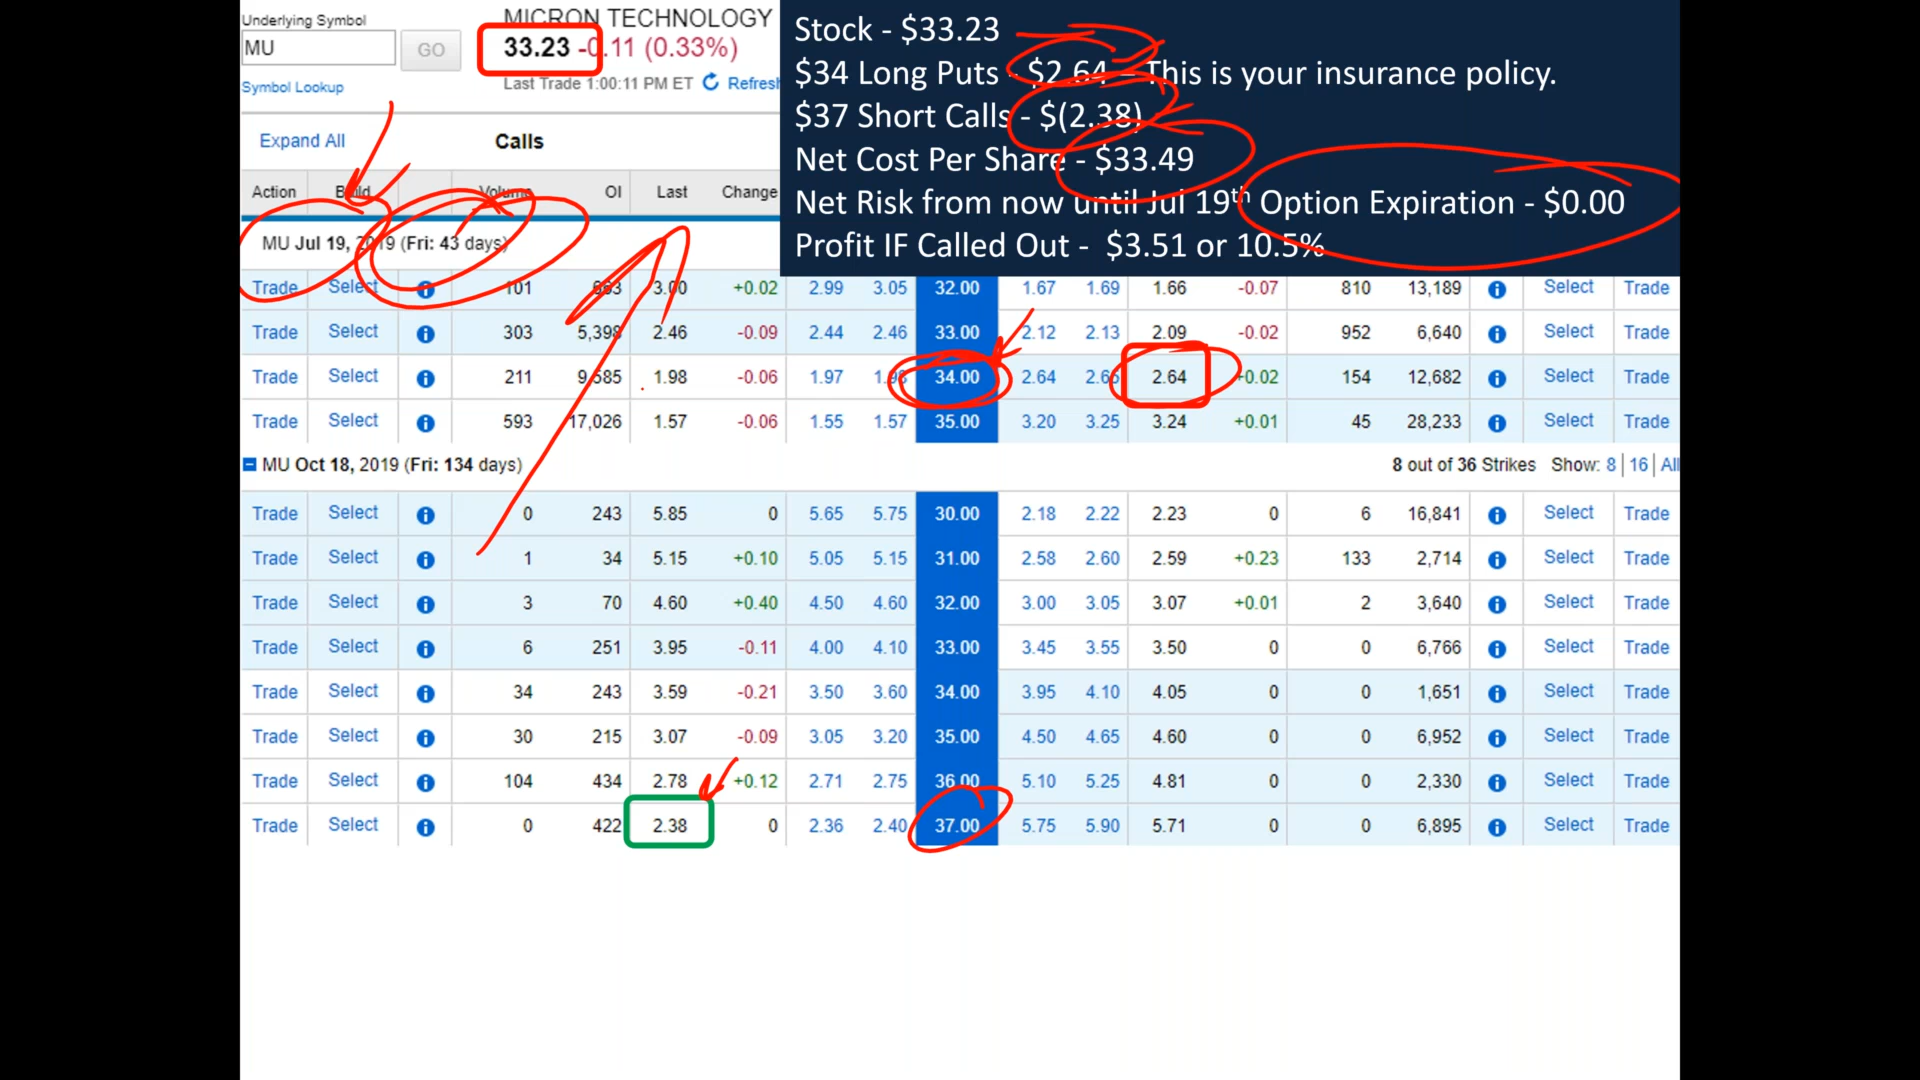 Underlying Symbol
MU GO
Symbol Lookup
MICRON TECHNOLOGY
33.23 -0.11 (0.33%)
Last Trade 1:00:11 PM ET Refresh
Stock - $33.23
$34 Long Puts - $2.64 – This is your insurance policy.
$37 Short Calls - $(2.38)
Net Cost Per Share - $33.49
Net Risk from now until Jul 19th Option Expiration - $0.00
Profit IF Called Out - $3.51 or 10.5%
Expand All Calls
Action Build Volume OI Last Change
MU Jul 19, 2019 (Fri: 43 days)
Trade Select 101 663 3.00 +0.02 2.99 3.05 32.00 1.67 1.69 1.66 -0.07 810 13,189 Select Trade
Trade Select 303 5,398 2.46 -0.09 2.44 2.46 33.00 2.12 2.13 2.09 -0.02 952 6,640 Select Trade
Trade Select 211 9,585 1.98 -0.06 1.97 1.98 34.00 2.64 2.65 2.64 +0.02 154 12,682 Select Trade
Trade Select 593 17,026 1.57 -0.06 1.55 1.57 35.00 3.20 3.25 3.24 +0.01 45 28,233 Select Trade
MU Oct 18, 2019 (Fri: 134 days) 8 out of 36 Strikes Show: 8 | 16 | All
Trade Select 0 243 5.85 0 5.65 5.75 30.00 2.18 2.22 2.23 0 6 16,841 Select Trade
Trade Select 1 34 5.15 +0.10 5.05 5.15 31.00 2.58 2.60 2.59 +0.23 133 2,714 Select Trade
Trade Select 3 70 4.60 +0.40 4.50 4.60 32.00 3.00 3.05 3.07 +0.01 2 3,640 Select Trade
Trade Select 6 251 3.95 -0.11 4.00 4.10 33.00 3.45 3.55 3.50 0 0 6,766 Select Trade
Trade Select 34 243 3.59 -0.21 3.50 3.60 34.00 3.95 4.10 4.05 0 0 1,651 Select Trade
Trade Select 30 215 3.07 -0.09 3.05 3.20 35.00 4.50 4.65 4.60 0 0 6,952 Select Trade
Trade Select 104 434 2.78 +0.12 2.71 2.75 36.00 5.10 5.25 4.81 0 0 2,330 Select Trade
Trade Select 0 422 2.38 0 2.36 2.40 37.00 5.75 5.90 5.71 0 0 6,895 Select Trade